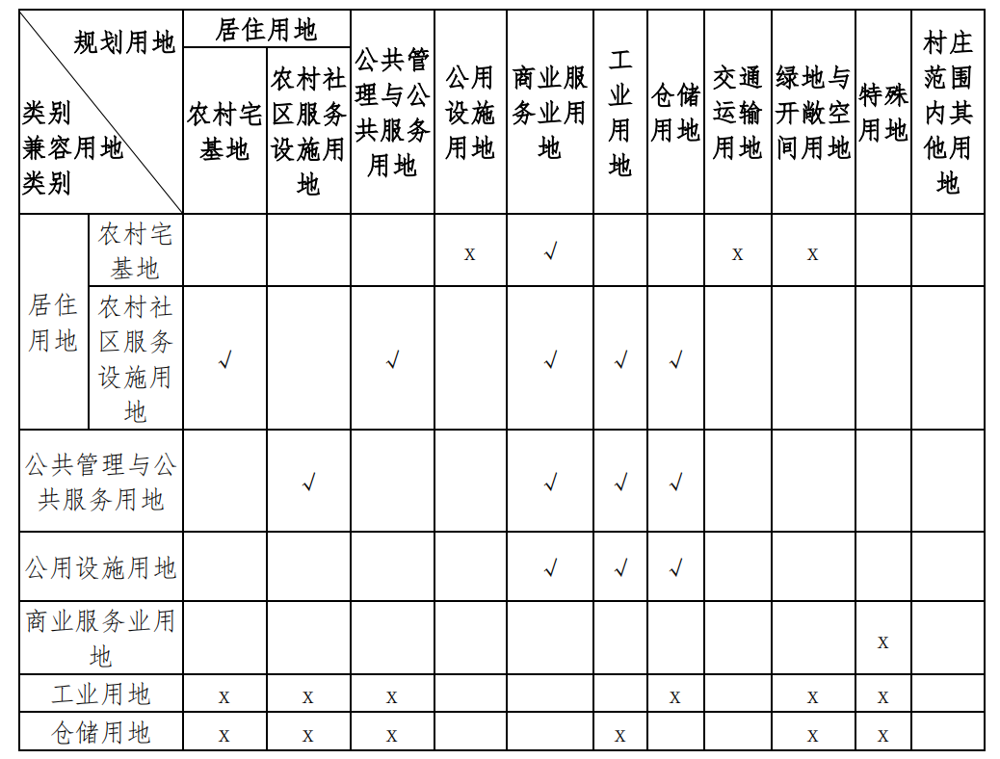 规划用地
类别
兼容用地
类别
居住用地
农村宅
基地
农村社
区服务
设施用
地
公共管
理与公
共服务
用地
公用
设施
用地
商业服
务业用
地
工
业
用
地
仓储
用地
交通
运输
用地
绿地与
开敞空
间用地
特殊
用地
村庄
范围
内其
他用
地
居住
用地
农村宅
基地
x √ x x
农村社
区服务
设施用
地
√ √ √ √ √
公共管理与公
共服务用地
√ √ √ √
公用设施用地 √ √ √
商业服务业用
地
x
工业用地 x x x x x x
仓储用地 x x x x x x